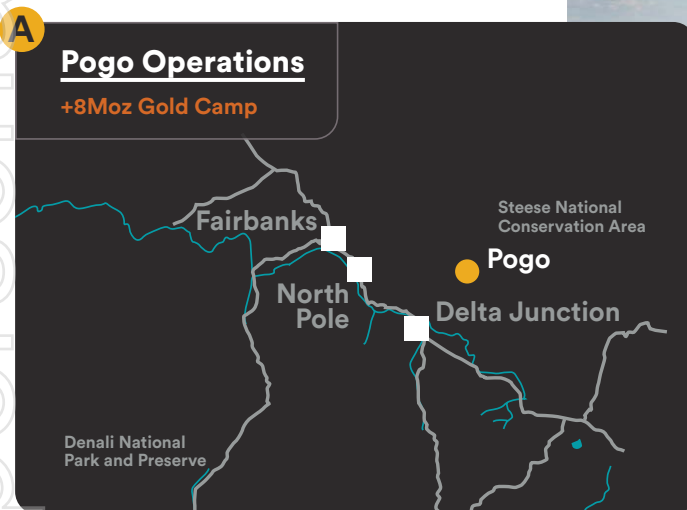 A
Pogo Operations
+8Moz Gold Camp
Steese National
Conservation Area
Fairbanks
Pogo
North
Pole
Delta Junction
Denali National
Park and Preserve